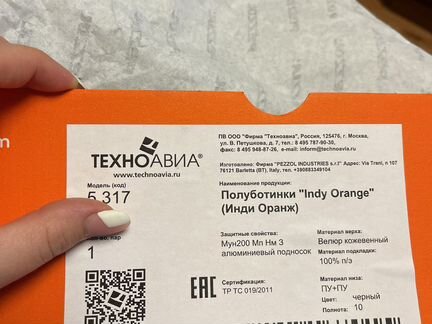 m
ТЕХНОАВИА®
www.technoavia.ru
Модель (код)
5.317
, пар
1
ПВ ООО "Фирма "Техноавиа", Россия, 125476, г. Москва,
ул. В. Петушкова, д. 7, тел.: 8 495 787-90-30,
факс: 8 495 948-87-26, e-mail: inform@technoavia.ru
Изготовлено: Фирма "PEZZOL INDUSTRIES s.r.l" Адрес: Via Trani, n 107
76121 Barletta (BT), Italy, тел. +390883349104
Наименование продукции:
Полуботинки "Indy Orange"
(Инди Оранж)
Защитные свойства:
Мун200 Мп Нм З
алюминиевый подносок
Материал верха:
Велюр кожевенный
Материал подкладки:
100% п/э
EAC
Сертификация:
ТР ТС 019/2011
Материал низа:
ПУ+ПУ
Цвет: черный
Полнота: 10